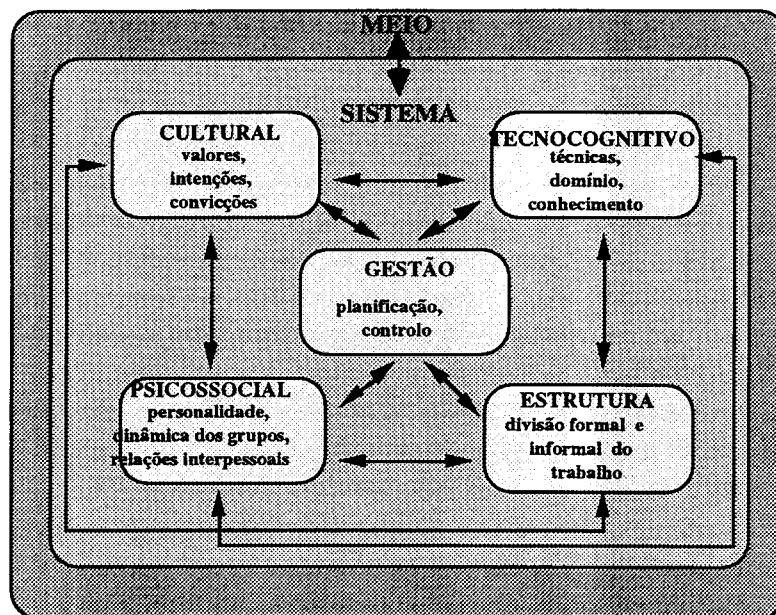 MEIO
SISTEMA
CULTURAL
valores,
intenções,
convicções
TECNOCOGNITIVO
técnicas,
domínio,
conhecimento
GESTÃO
planificação,
controlo
PSICOSSOCIAL
personalidade,
dinâmica dos grupos,
relações interpessoais
ESTRUTURA
divisão formal e
informal do
trabalho